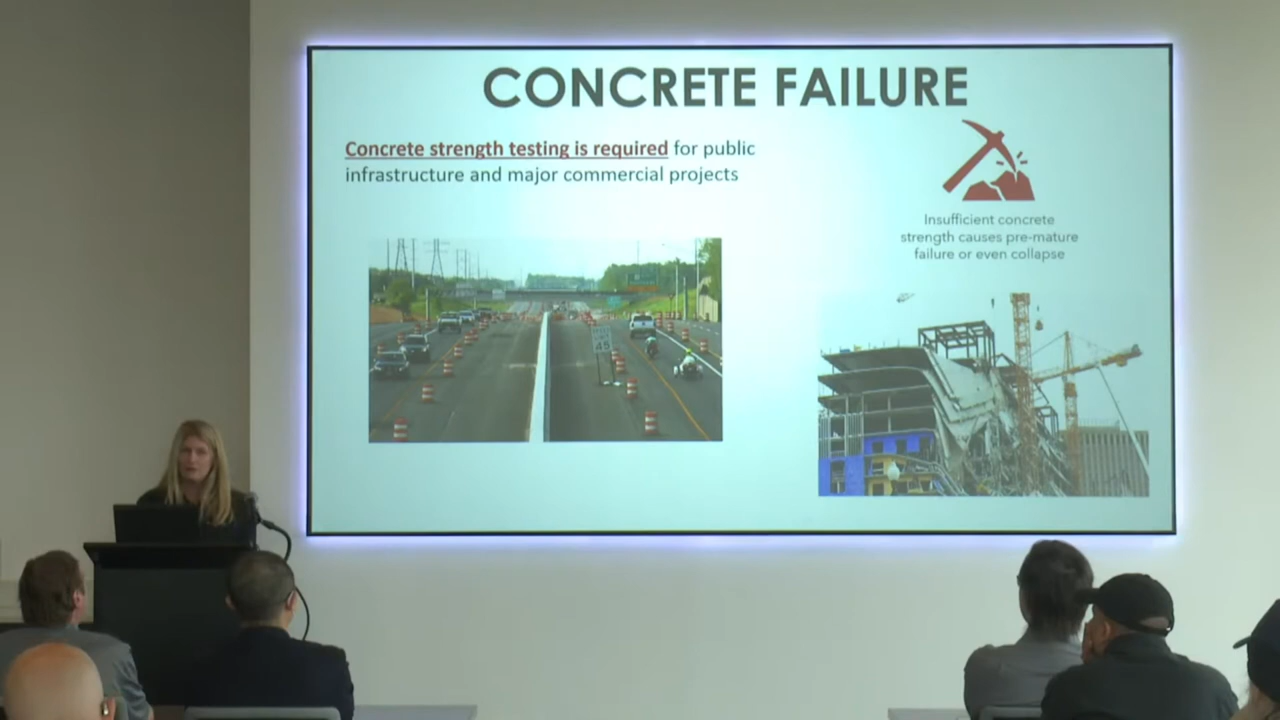 CONCRETE FAILURE
Concrete strength testing is required for public
infrastructure and major commercial projects
Insufficient concrete
strength causes pre-mature
failure or even collapse
45